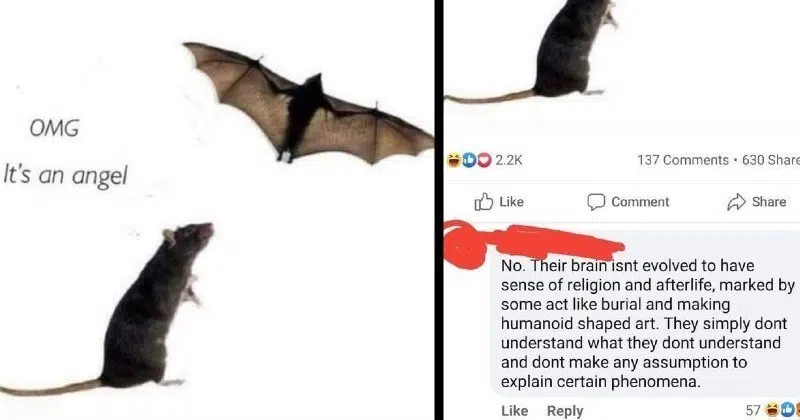 OMG
It's an angel
2.2K
137 Comments • 630 Share
Like
Comment
Share
No. Their brain isnt evolved to have
sense of religion and afterlife, marked by
some act like burial and making
humanoid shaped art. They simply dont
understand what they dont understand
and dont make any assumption to
explain certain phenomena.
Like Reply
57